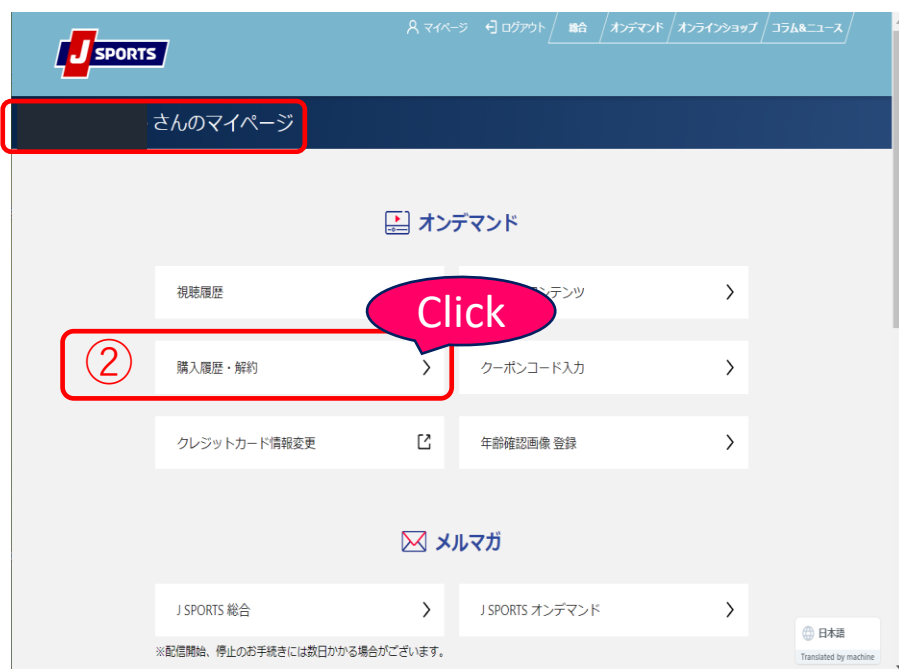 マイページ ログアウト 総合 オンデマンド オンラインショップ コラム&ニュース
J SPORTS
さんのマイページ
オンデマンド
視聴履歴
ンテンツ
Click
②
購入履歴・解約
クーポンコード入力
クレジットカード情報変更
年齢確認画像 登録
メルマガ
J SPORTS 総合
J SPORTS オンデマンド
※配信開始、停止のお手続きには数日かかる場合がございます。
日本語
Translated by machine